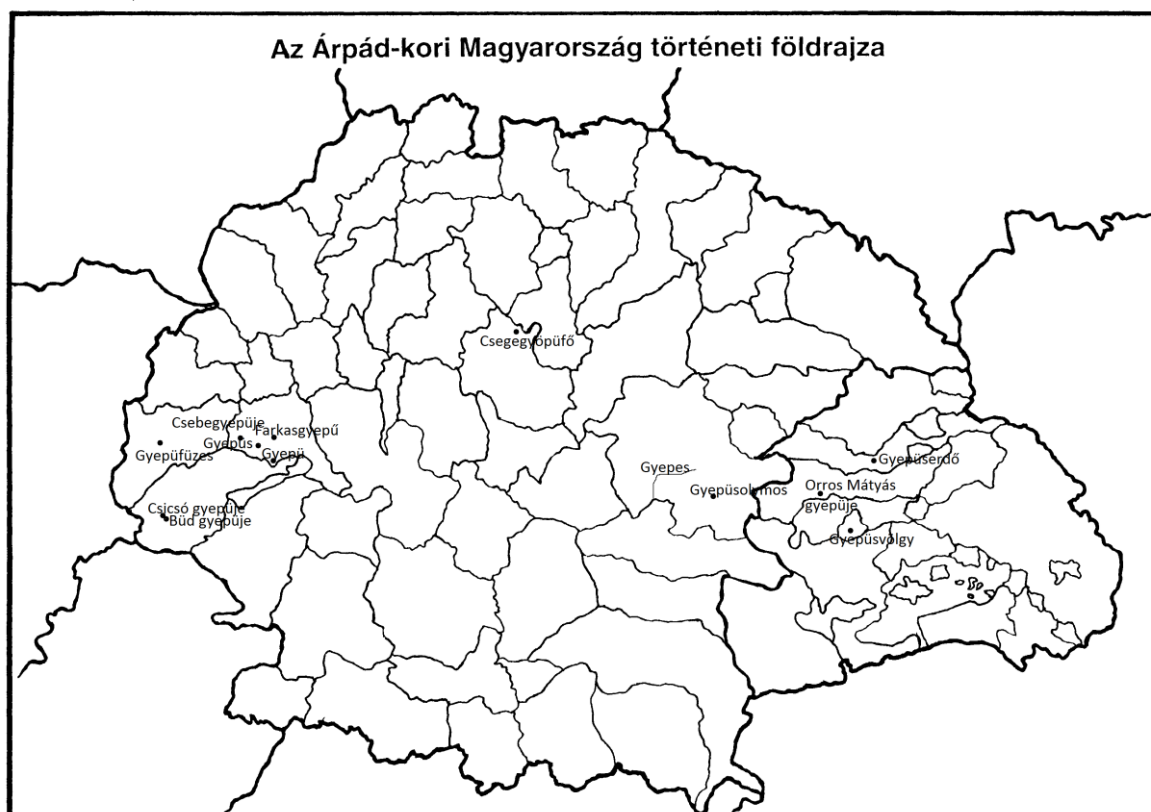 Az Árpád-kori Magyarország történeti földrajza
Csegegyöpüfő
Csebegyepüje
Farkasgyepű
Gyepüs
Gyepü
Gyepüfüzes
Gyepes
Gyepüserdő
Gyepüsolymos
Orros Mátyás
gyepüje
Csicsó gyepüje
Büd gyepüje
Gyepüsvölgy